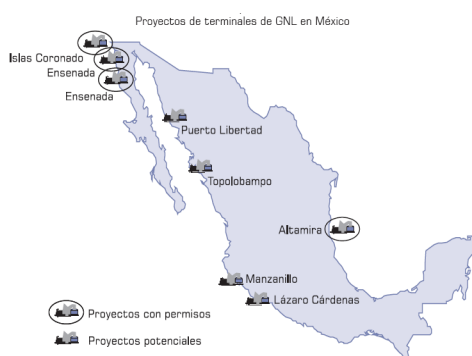 Proyectos de terminales de GNL en México
Islas Coronado
Ensenada
Ensenada
Puerto Libertad
Topolobampo
Altamira
Manzanillo
Lázaro Cárdenas
Proyectos con permisos
Proyectos potenciales